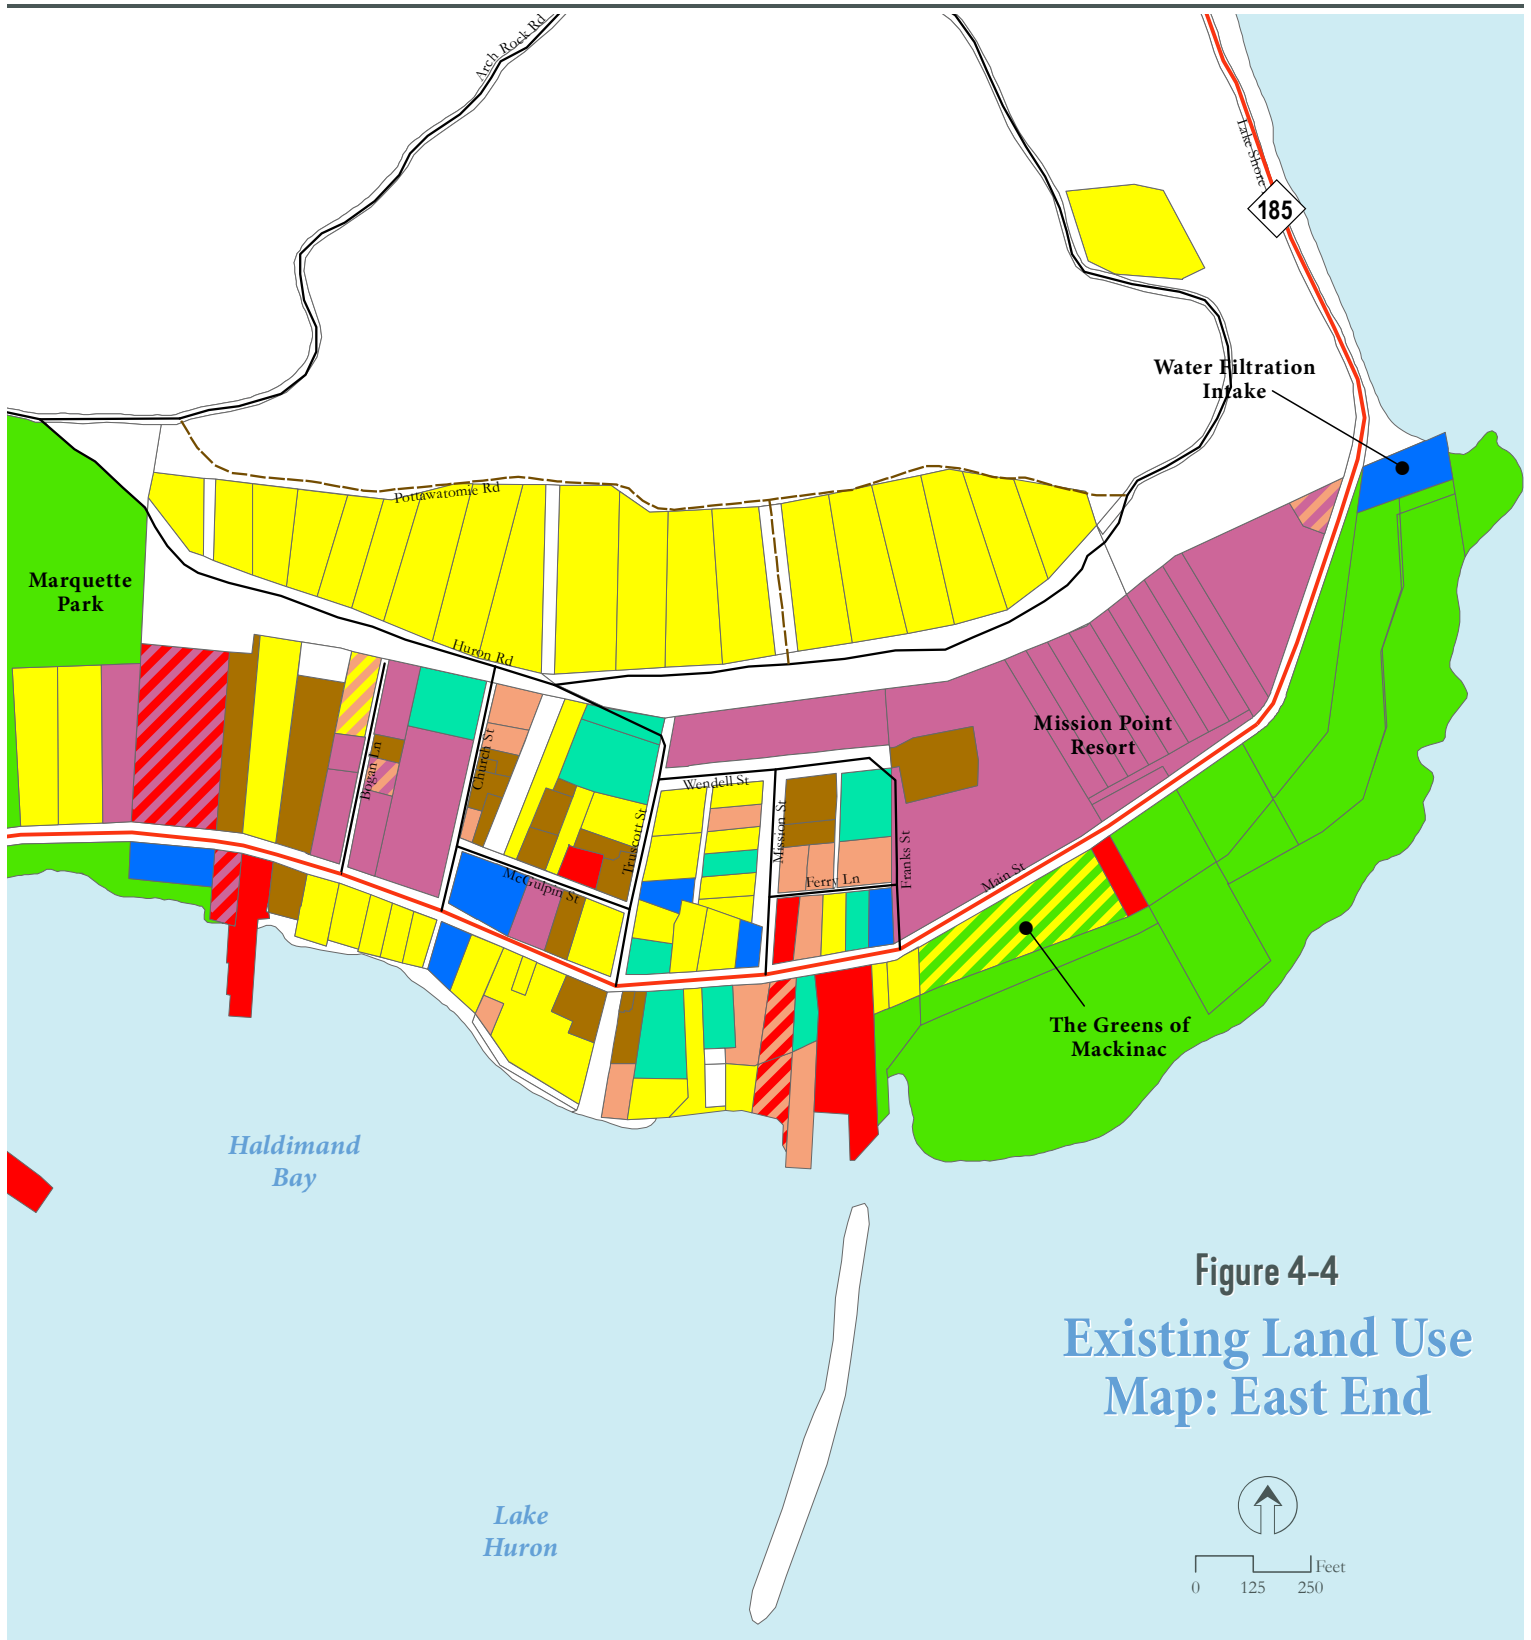 Arch Rock Rd
Lake Shore
185
Water Filtration
Intake
Pottawatomie Rd
Marquette
Park
Huron Rd
Mission Point
Resort
Bogan Ln
Church St
Wendell St
Truscott St
Mission St
Franks St
McGulpin St
Ferry Ln
Main St
The Greens of
Mackinac
Haldimand
Bay
Figure 4-4
Existing Land Use
Map: East End
Lake
Huron
Feet
0 125 250